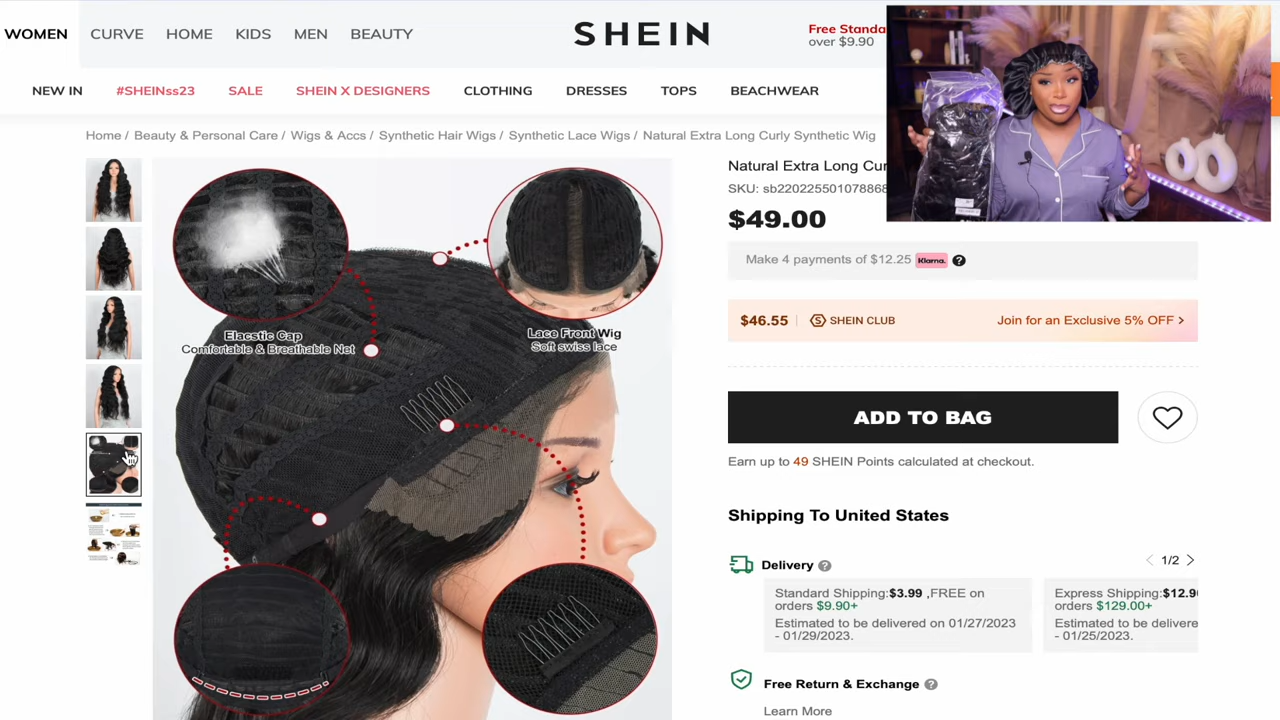 WOMEN CURVE HOME KIDS MEN BEAUTY
SHEIN
Free Standa
over $9.90
NEW IN #SHEINss23 SALE SHEIN X DESIGNERS CLOTHING DRESSES TOPS BEACHWEAR
Home / Beauty & Personal Care / Wigs & Accs / Synthetic Hair Wigs / Synthetic Lace Wigs / Natural Extra Long Curly Synthetic Wig
Natural Extra Long Cur
SKU: sb220225501078868
$49.00
Make 4 payments of $12.25 Klarna. ?
$46.55 S SHEIN CLUB Join for an Exclusive 5% OFF >
Elacstic Cap
Comfortable & Breathable Net
Lace Front Wig
Soft swiss lace
ADD TO BAG
Earn up to 49 SHEIN Points calculated at checkout.
Shipping To United States
Delivery ? < 1/2 >
Standard Shipping:$3.99 ,FREE on
orders $9.90+
Estimated to be delivered on 01/27/2023
- 01/29/2023.
Express Shipping:$12.9
orders $129.00+
Estimated to be delivere
- 01/25/2023.
Free Return & Exchange ?
Learn More